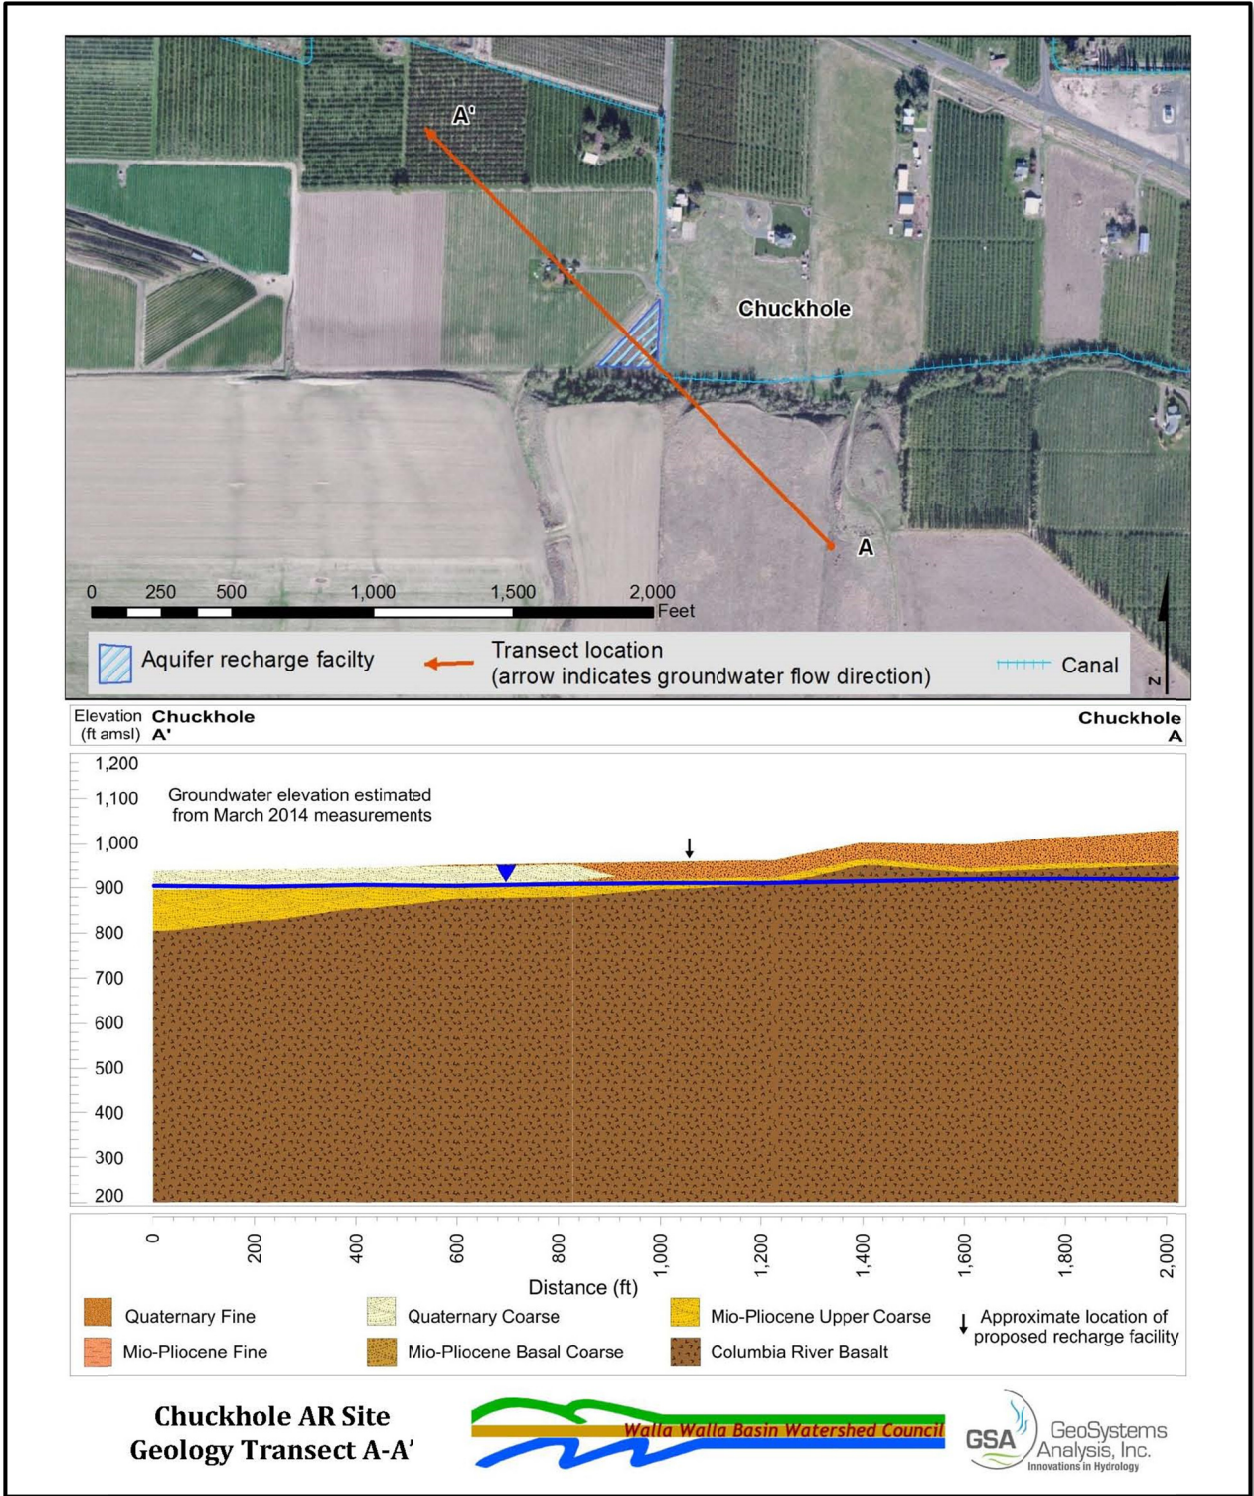 A'
Chuckhole
A
0 250 500 1,000 1,500 2,000
Feet
Aquifer recharge facilty
Transect location
(arrow indicates groundwater flow direction)
Canal
N
Elevation
(ft amsl)
Chuckhole
A'
Chuckhole
A
1,200
1,100
1,000
900
800
700
600
500
400
300
200
Groundwater elevation estimated
from March 2014 measurements
0 200 400 600 800 1,000 1,200 1,400 1,600 1,800 2,000
Distance (ft)
Quaternary Fine
Quaternary Coarse
Mio-Pliocene Upper Coarse
Approximate location of
proposed recharge facility
Mio-Pliocene Fine
Mio-Pliocene Basal Coarse
Columbia River Basalt
Chuckhole AR Site
Geology Transect A-A'
Walla Walla Basin Watershed Council
GSA
GeoSystems
Analysis, Inc.
Innovations in Hydrology